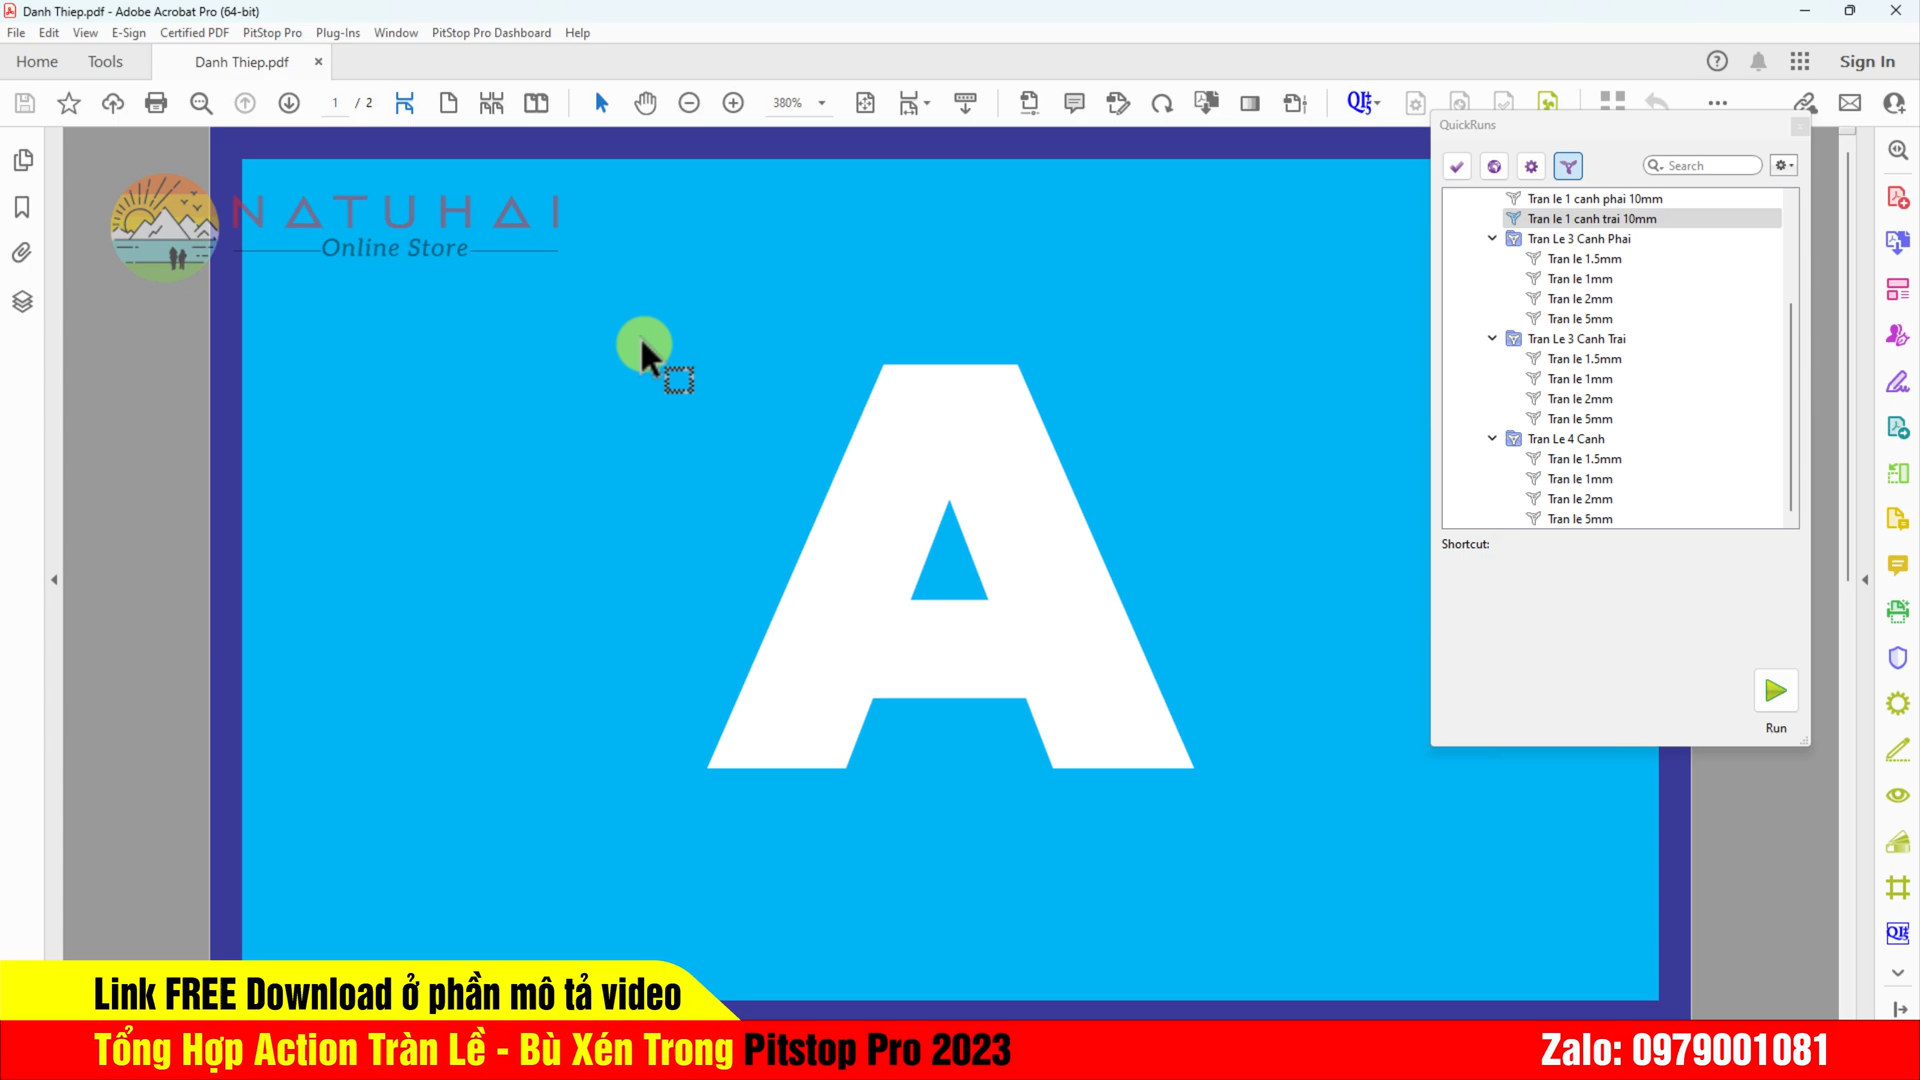 Danh Thiep.pdf - Adobe Acrobat Pro (64-bit)
File Edit View E-Sign Certified PDF PitStop Pro Plug-Ins Window PitStop Pro Dashboard Help
Home Tools Danh Thiep.pdf Sign In
1 / 2 380%
QuickRuns
Search
Tran le 1 canh phai 10mm
Tran le 1 canh trai 10mm
Tran Le 3 Canh Phai
Tran le 1.5mm
Tran le 1mm
Tran le 2mm
Tran le 5mm
Tran Le 3 Canh Trai
Tran le 1.5mm
Tran le 1mm
Tran le 2mm
Tran le 5mm
Tran Le 4 Canh
Tran le 1.5mm
Tran le 1mm
Tran le 2mm
Tran le 5mm
Shortcut:
Run
NATUHAI
Online Store
A
Link FREE Download ở phần mô tả video
Tổng Hợp Action Tràn Lề - Bù Xén Trong Pitstop Pro 2023
Zalo: 0979001081